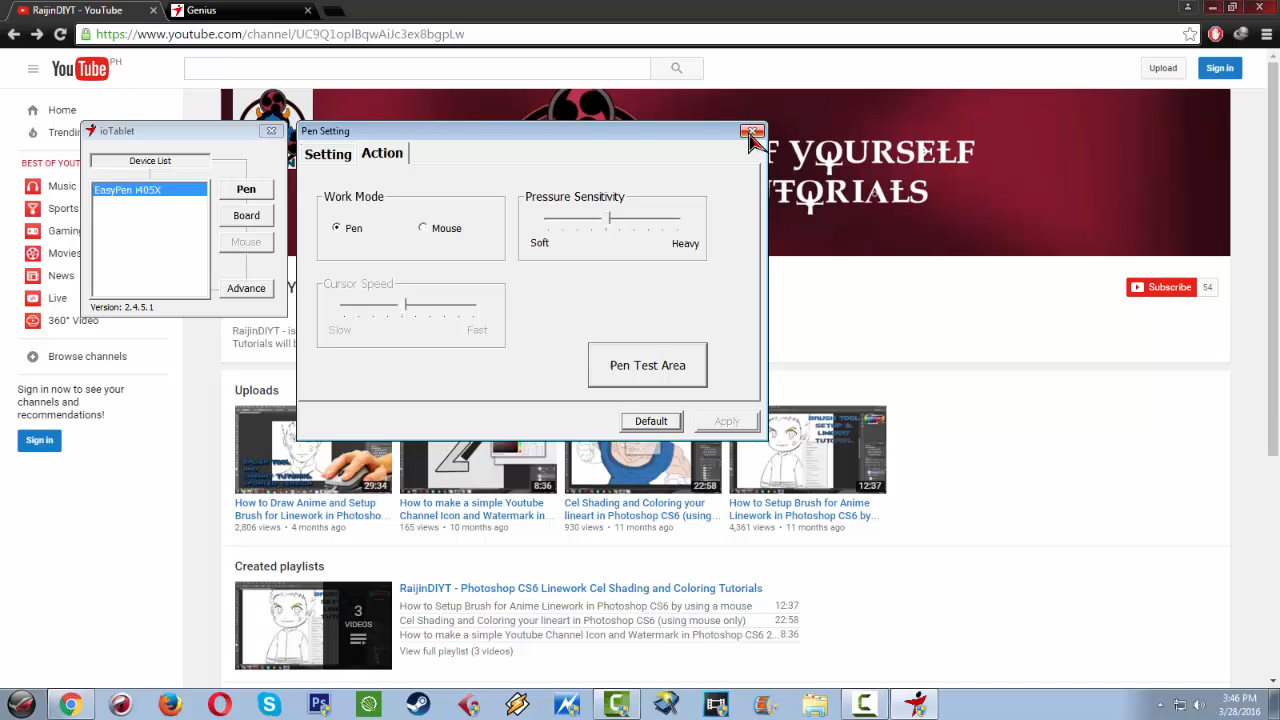 RaijinDIYT - YouTube
Genius
https://www.youtube.com/channel/UC9Q1oplBqwAiJc3ex8bgpLw
YouTube PH
Upload
Sign in
Home
Trendin
BEST OF YOUT
Music
Sports
Gaming
Movies
News
Live
360° Video
Browse channels
Sign in now to see your
channels and
recommendations!
Sign in
ioTablet
Device List
EasyPen i405X
Pen
Board
Mouse
Advance
Version: 2.4.5.1
Pen Setting
Setting
Action
Work Mode
Pen
Mouse
Pressure Sensitivity
Soft
Heavy
Cursor Speed
Slow
Fast
Pen Test Area
Default
Apply
F YOURSELF
TUTORIALS
Subscribe 54
RaijinDIYT - is
Tutorials will be
Uploads
29:34
8:36
22:58
12:37
How to Draw Anime and Setup
Brush for Linework in Photosho...
2,806 views • 4 months ago
How to make a simple Youtube
Channel Icon and Watermark in...
165 views • 10 months ago
Cel Shading and Coloring your
lineart in Photoshop CS6 (using...
930 views • 11 months ago
How to Setup Brush for Anime
Linework in Photoshop CS6 by...
4,361 views • 11 months ago
Created playlists
3
VIDEOS
RaijinDIYT - Photoshop CS6 Linework Cel Shading and Coloring Tutorials
How to Setup Brush for Anime Linework in Photoshop CS6 by using a mouse 12:37
Cel Shading and Coloring your lineart in Photoshop CS6 (using mouse only) 22:58
How to make a simple Youtube Channel Icon and Watermark in Photoshop CS6 2... 8:36
View full playlist (3 videos)
3:46 PM
3/28/2016